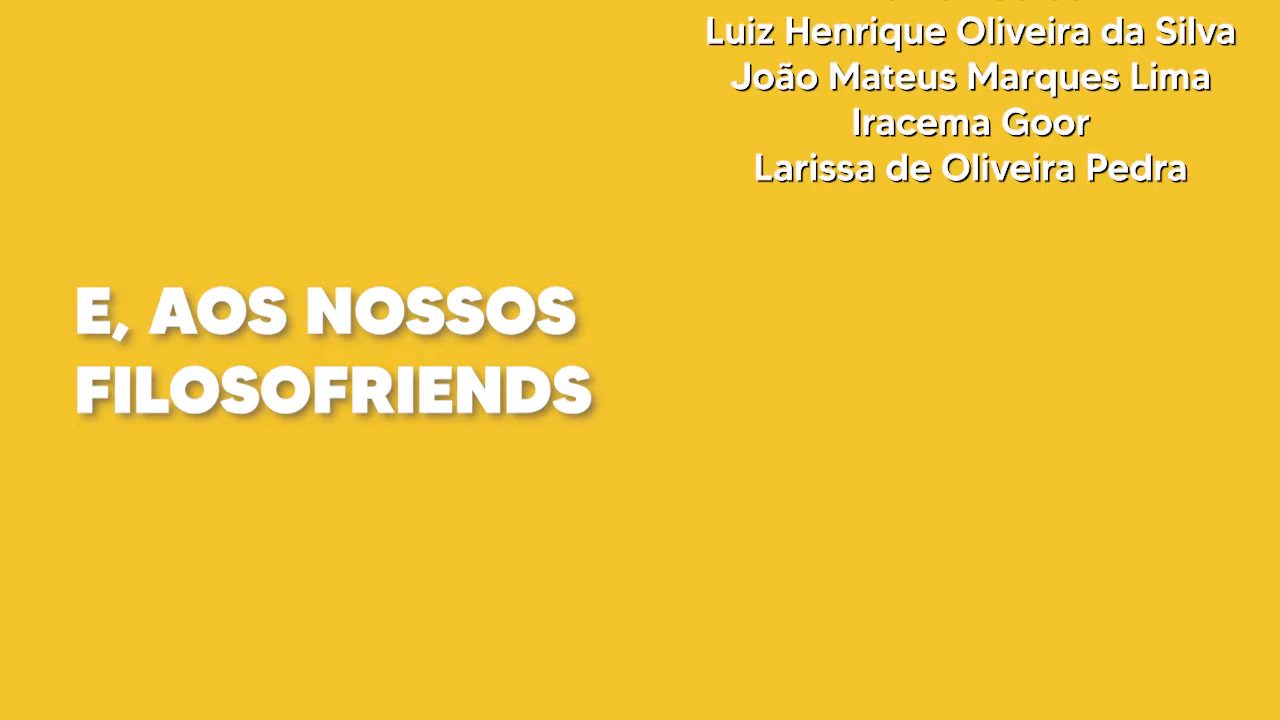 Luiz Henrique Oliveira da Silva
João Mateus Marques Lima
Iracema Goor
Larissa de Oliveira Pedra
E, AOS NOSSOS
FILOSOFRIENDS